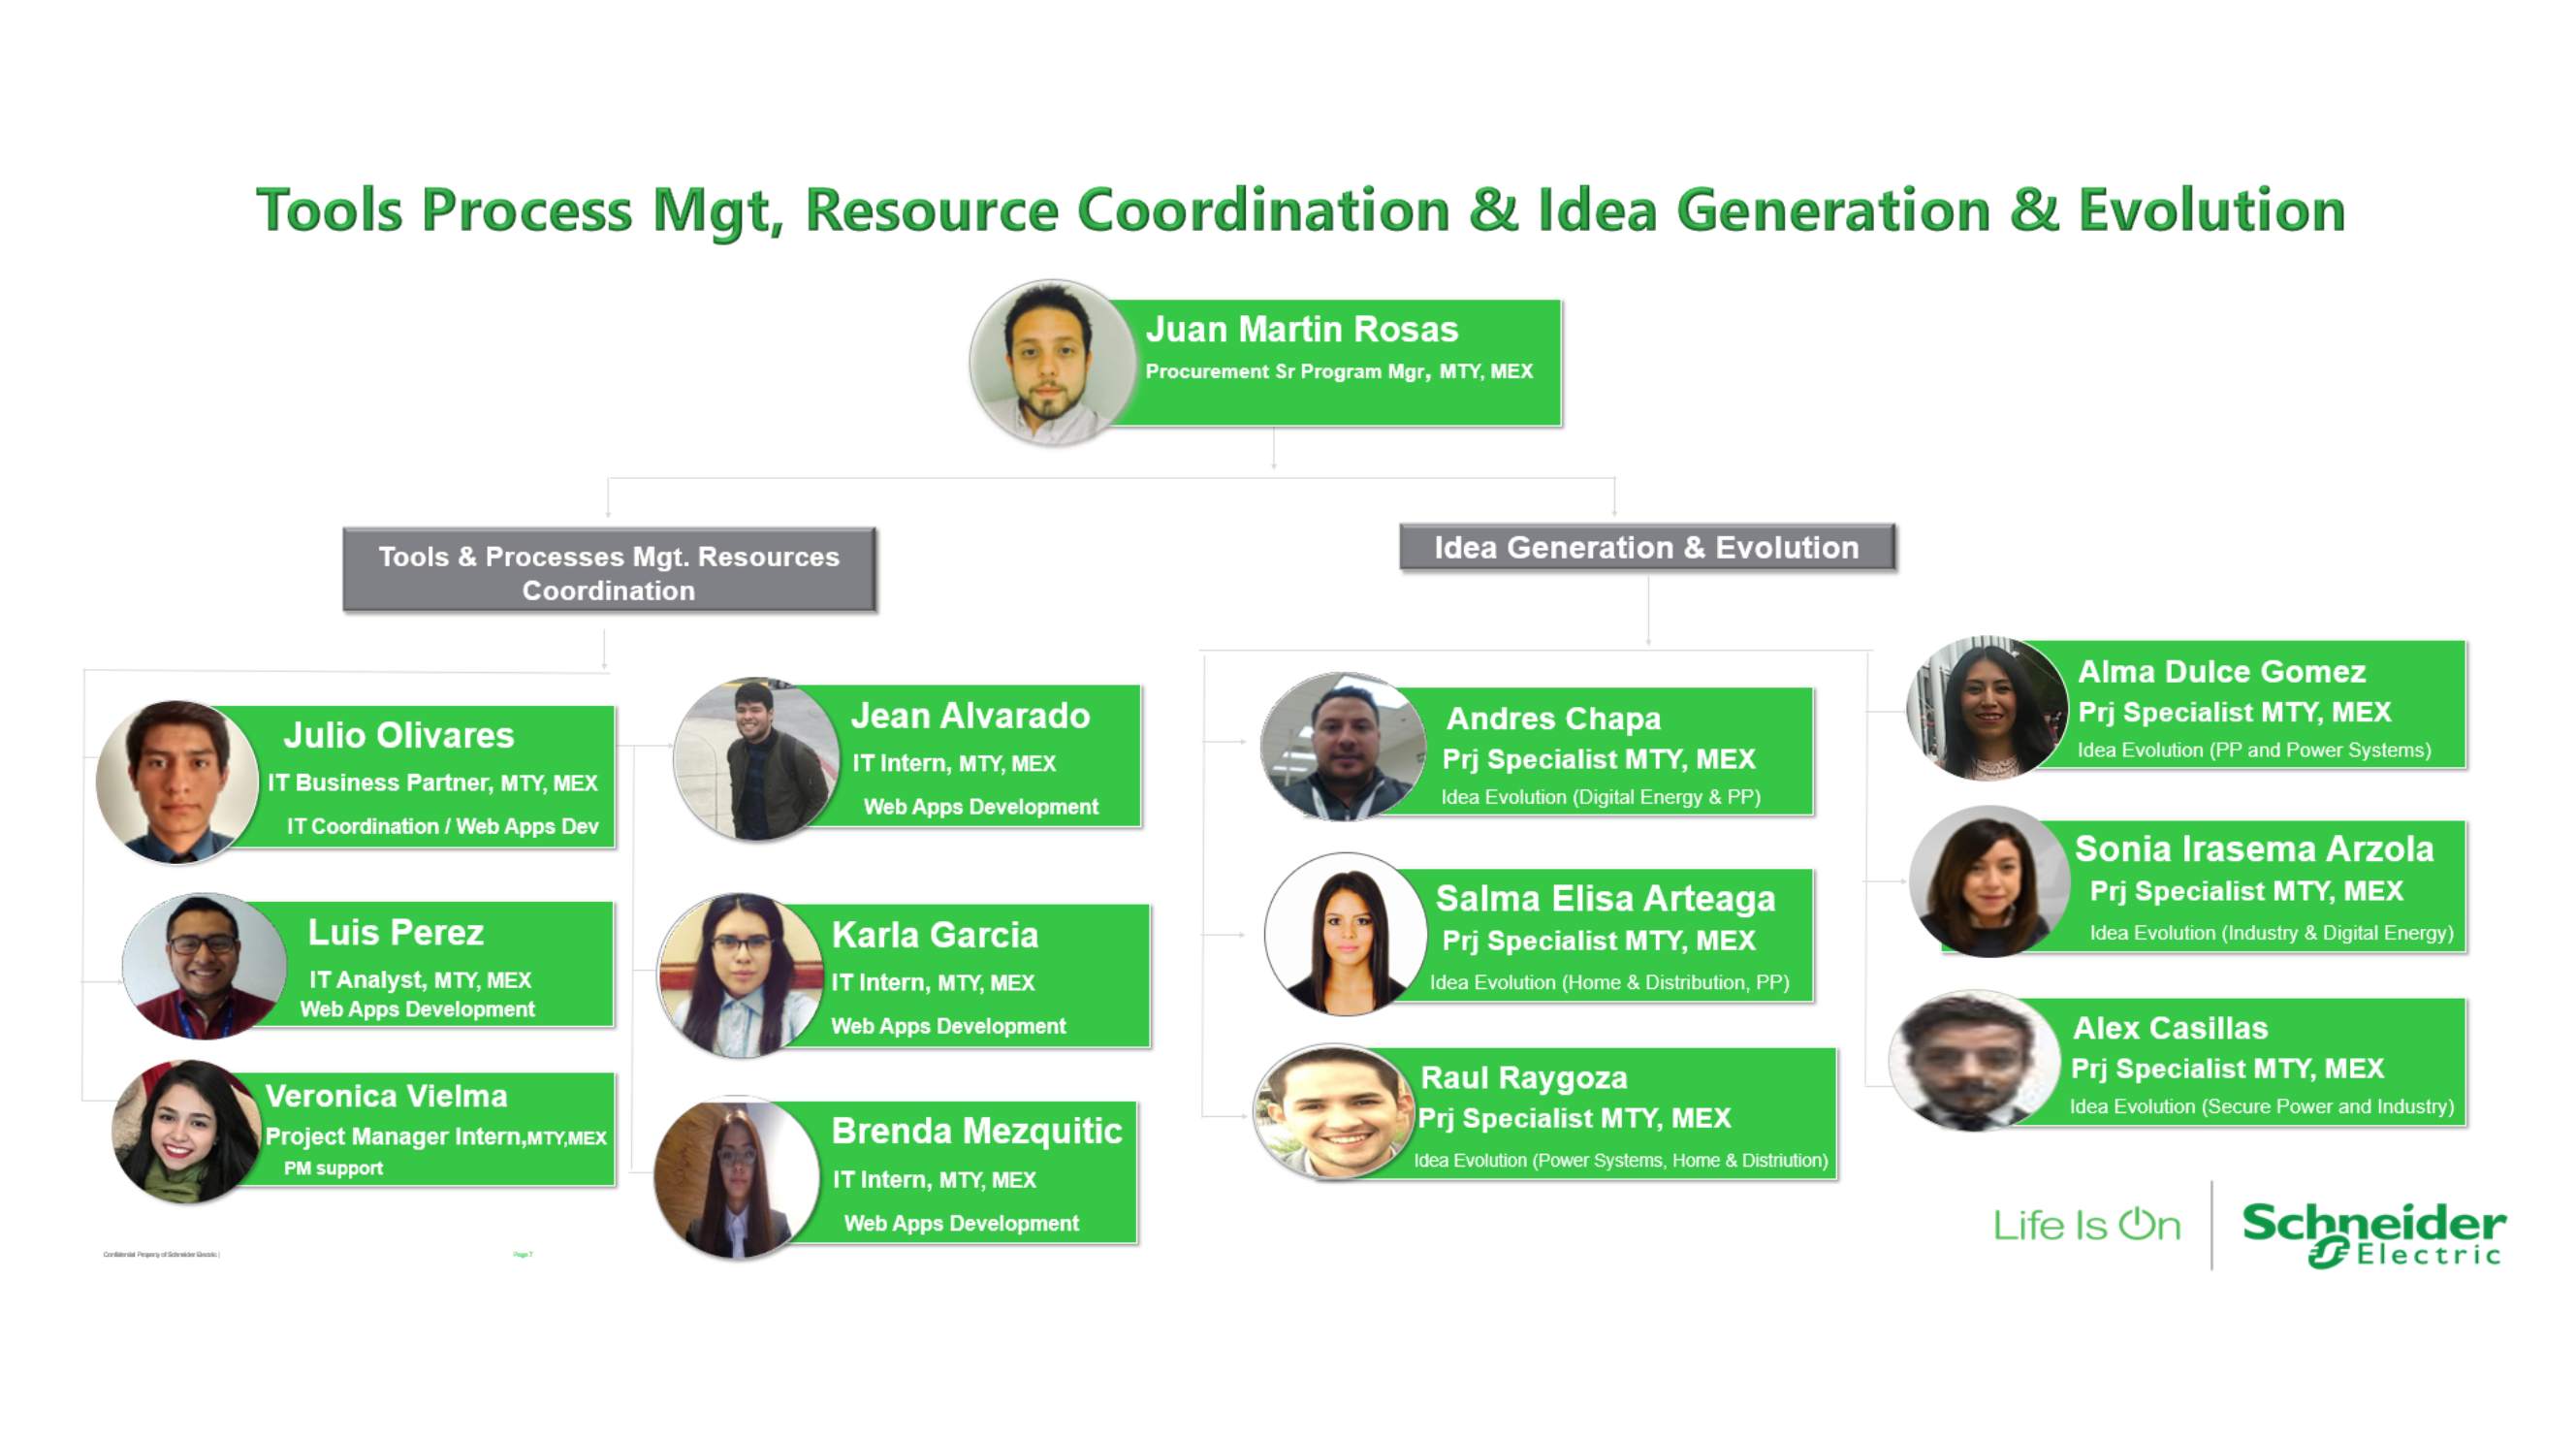 Tools Process Mgt, Resource Coordination & Idea Generation & Evolution
Juan Martin Rosas
Procurement Sr Program Mgr, MTY, MEX
Tools & Processes Mgt. Resources
Coordination
Julio Olivares
IT Business Partner, MTY, MEX
IT Coordination / Web Apps Dev
Luis Perez
IT Analyst, MTY, MEX
Web Apps Development
Veronica Vielma
Project Manager Intern,MTY,MEX
PM support
Jean Alvarado
IT Intern, MTY, MEX
Web Apps Development
Karla Garcia
IT Intern, MTY, MEX
Web Apps Development
Brenda Mezquitic
IT Intern, MTY, MEX
Web Apps Development
Idea Generation & Evolution
Andres Chapa
Prj Specialist MTY, MEX
Idea Evolution (Digital Energy & PP)
Salma Elisa Arteaga
Prj Specialist MTY, MEX
Idea Evolution (Home & Distribution, PP)
Raul Raygoza
Prj Specialist MTY, MEX
Idea Evolution (Power Systems, Home & Distriution)
Alma Dulce Gomez
Prj Specialist MTY, MEX
Idea Evolution (PP and Power Systems)
Sonia Irasema Arzola
Prj Specialist MTY, MEX
Idea Evolution (Industry & Digital Energy)
Alex Casillas
Prj Specialist MTY, MEX
Idea Evolution (Secure Power and Industry)
Confidential Property of Schneider Electric |
Page 7
Life Is On
Schneider
Electric